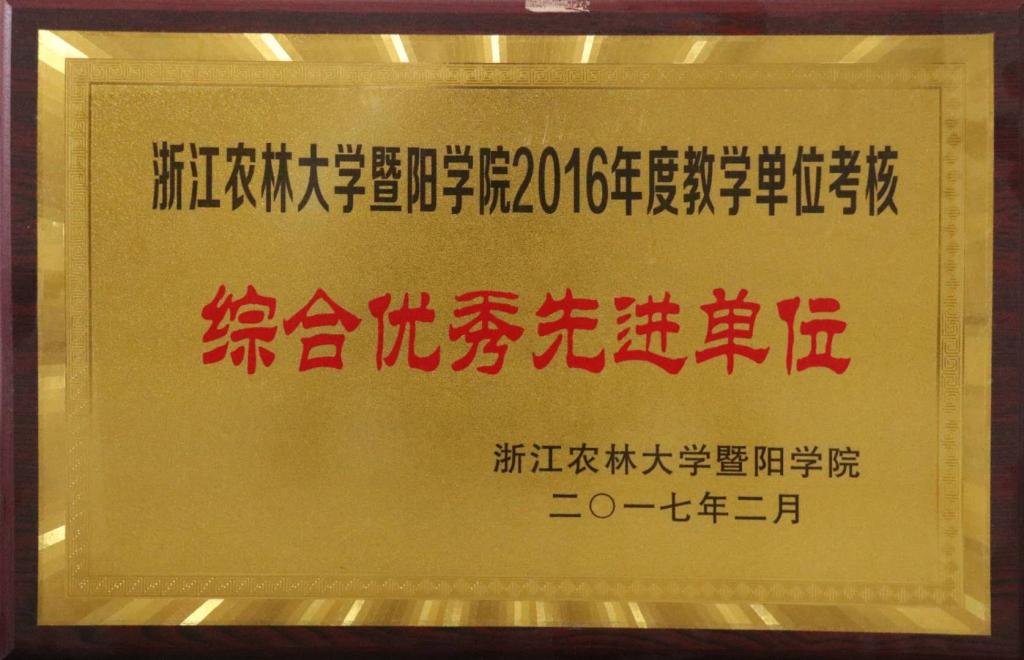 浙江农林大学暨阳学院2016年度教学单位考核
综合优秀先进单位
浙江农林大学暨阳学院
二〇一七年二月